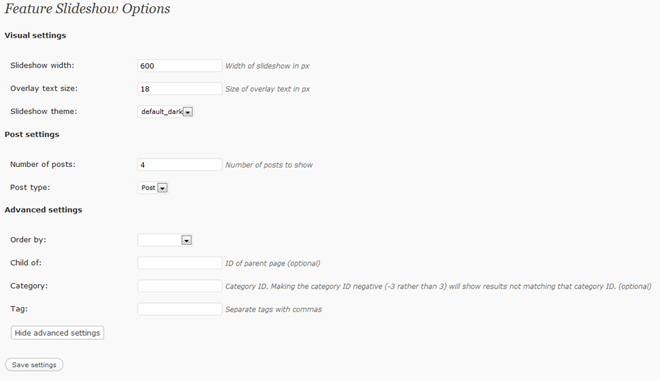 Feature Slideshow Options
Visual settings
Slideshow width: 600 Width of slideshow in px
Overlay text size: 18 Size of overlay text in px
Slideshow theme: default_dark
Post settings
Number of posts: 4 Number of posts to show
Post type: Post
Advanced settings
Order by:
Child of: ID of parent page (optional)
Category: Category ID. Making the category ID negative (-3 rather than 3) will show results not matching that category ID. (optional)
Tag: Separate tags with commas
Hide advanced settings
Save settings